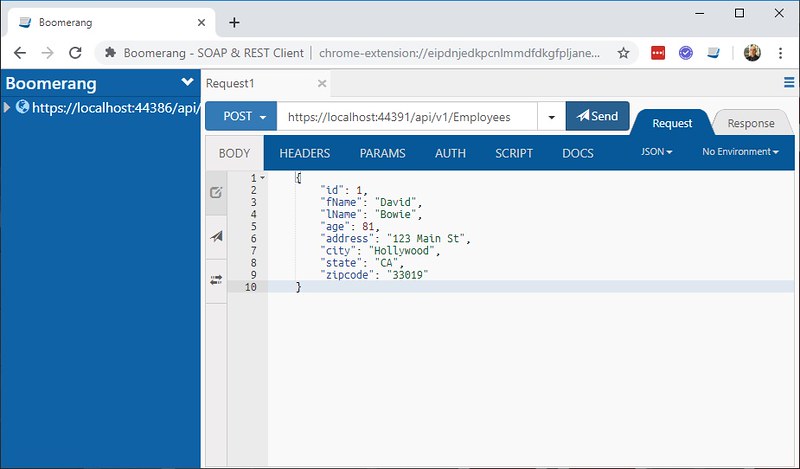 Boomerang
Boomerang - SOAP & REST Client | chrome-extension://eipdnjedkpcnlmmdfdkgfpljane...
Boomerang
https://localhost:44386/api/
Request1
POST
https://localhost:44391/api/v1/Employees
Send
Request
Response
BODY HEADERS PARAMS AUTH SCRIPT DOCS JSON No Environment
1 {
2 "id": 1,
3 "fName": "David",
4 "lName": "Bowie",
5 "age": 81,
6 "address": "123 Main St",
7 "city": "Hollywood",
8 "state": "CA",
9 "zipcode": "33019"
10 }